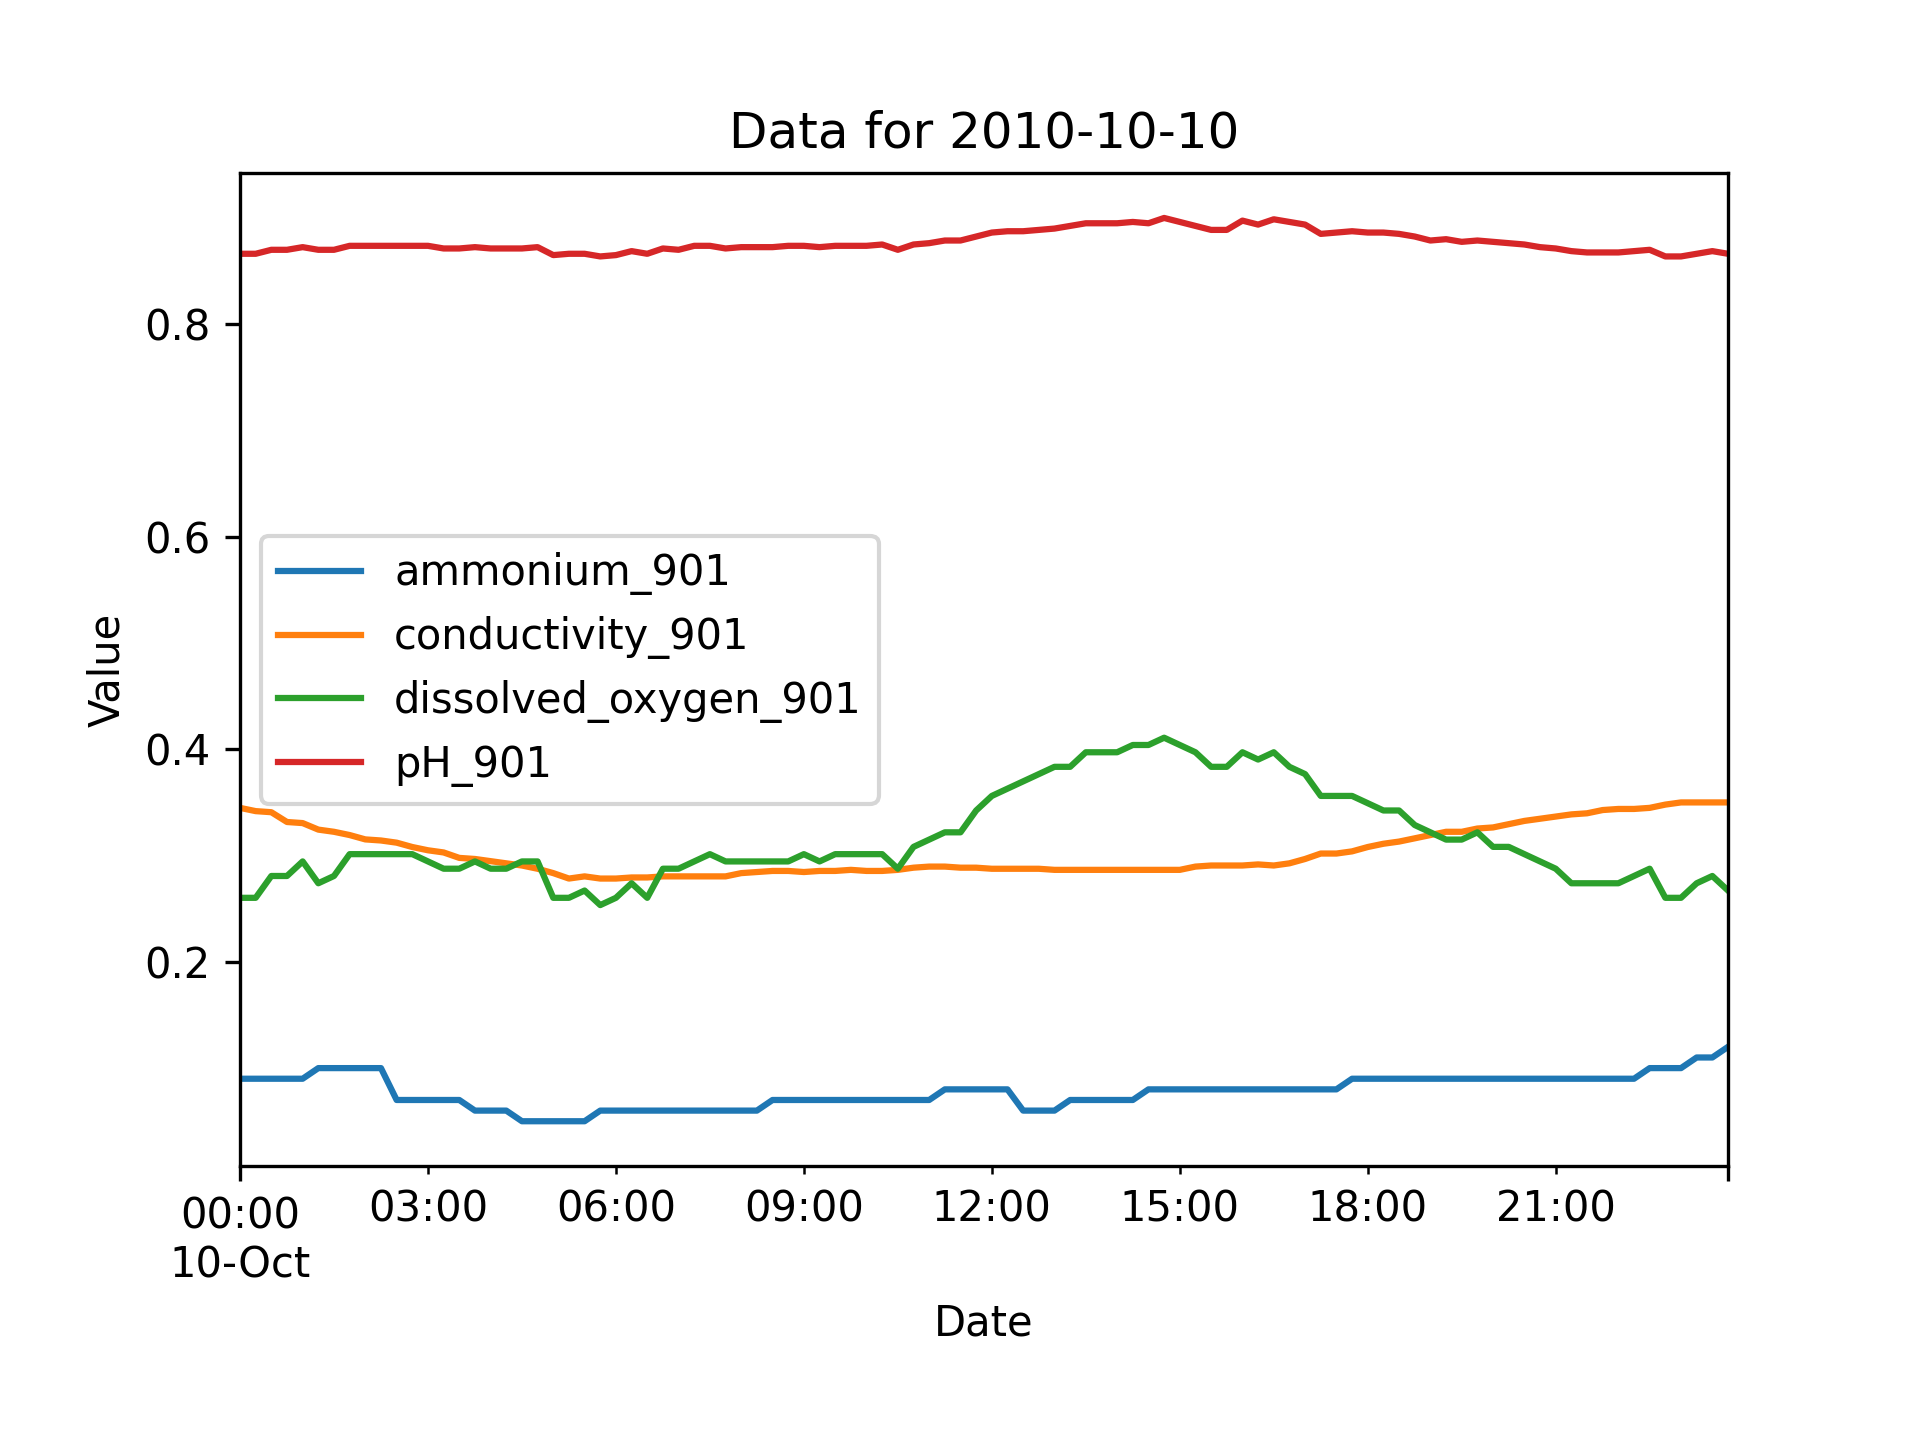 Data for 2010-10-10
0.8
0.6
0.4
0.2
Value
ammonium_901
conductivity_901
dissolved_oxygen_901
pH_901
00:00 03:00 06:00 09:00 12:00 15:00 18:00 21:00
10-Oct
Date